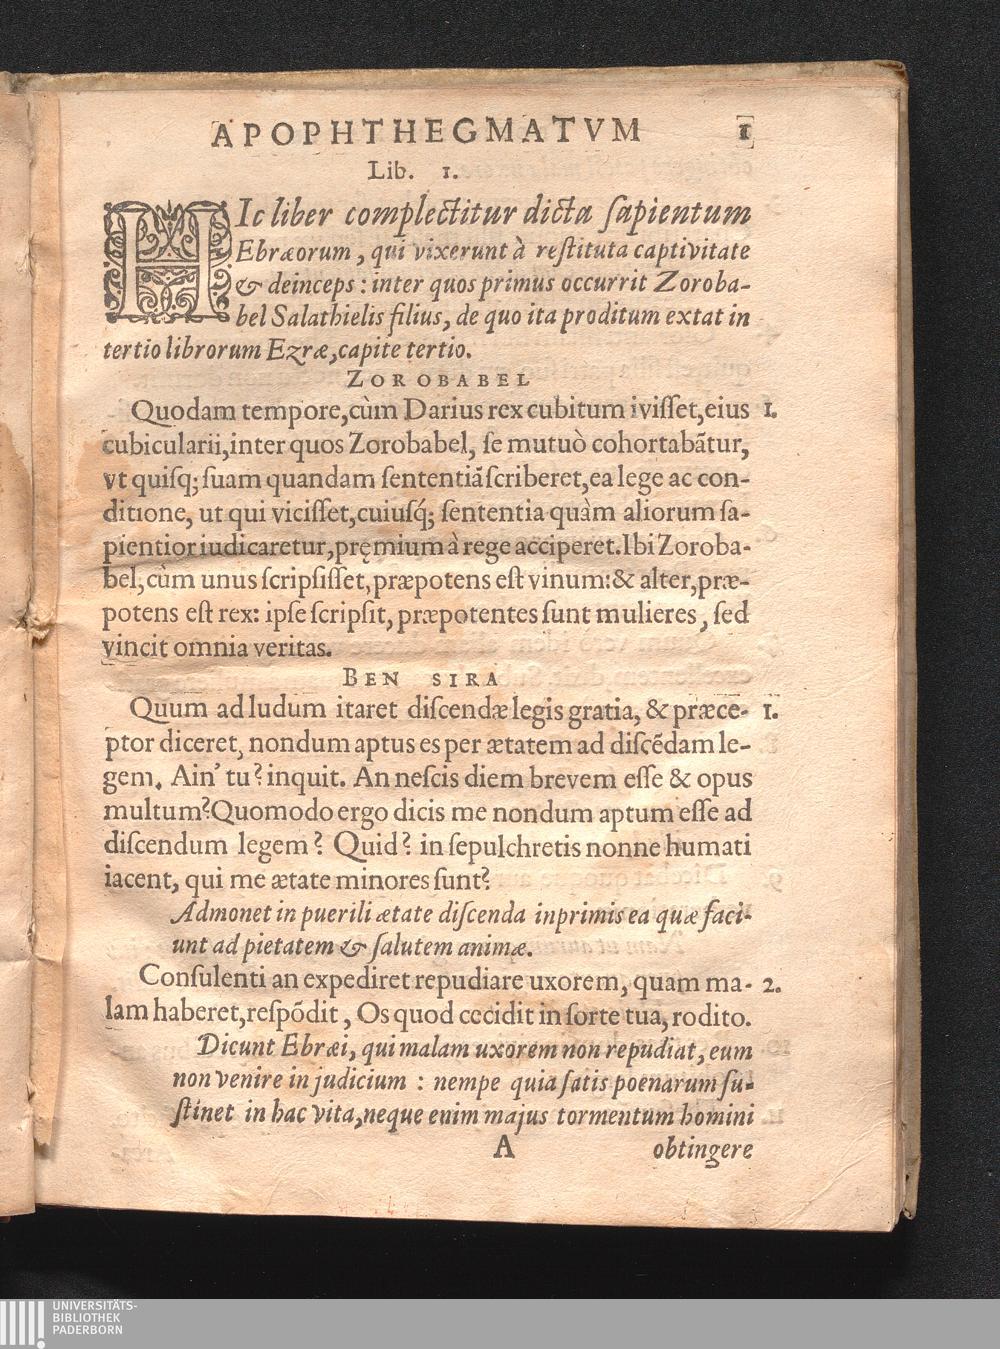 APOPHTHEGMATVM 1
Lib. 1.
HIc liber complectitur dicta ſapientum
Ebræorum, qui vixerunt à reſtituta captivitate
& deinceps: inter quos primus occurrit Zoroba-
bel Salathielis filius, de quo ita proditum extat in
tertio librorum Ezræ, capite tertio.
ZOROBABEL
Quodam tempore, cùm Darius rex cubitum iviſſet, eius 1.
cubicularii, inter quos Zorobabel, ſe mutuò cohortabãtur,
vt quiſq; ſuam quandam ſententiã ſcriberet, ea lege ac con-
ditione, ut qui viciſſet, cuiuſq́; ſententia quàm aliorum ſa-
pientior iudicaretur, pręmium à rege acciperet. Ibi Zoroba-
bel, cùm unus ſcripſiſſet, præpotens eſt vinum: & alter, præ-
potens eſt rex: ipſe ſcripſit, præpotentes ſunt mulieres, ſed
vincit omnia veritas.
BEN SIRA
Quum ad ludum itaret diſcendæ legis gratia, & præce- 1.
ptor diceret, nondum aptus es per ætatem ad diſcẽdam le-
gem. Ain' tu? inquit. An neſcis diem brevem eſſe & opus
multum? Quomodo ergo dicis me nondum aptum eſſe ad
diſcendum legem? Quid? in ſepulchretis nonne humati
iacent, qui me ætate minores ſunt?
Admonet in puerili ætate diſcenda inprimis ea quæ faci-
unt ad pietatem & ſalutem animæ.
Conſulenti an expediret repudiare uxorem, quam ma- 2.
lam haberet, reſpõdit, Os quod cecidit in ſorte tua, rodito.
Dicunt Ebræi, qui malam uxorem non repudiat, eum
non venire in judicium: nempe quia ſatis poenarum ſu-
ſtinet in hac vita, neque enim majus tormentum homini
A obtingere
UNIVERSITÄTS-
BIBLIOTHEK
PADERBORN